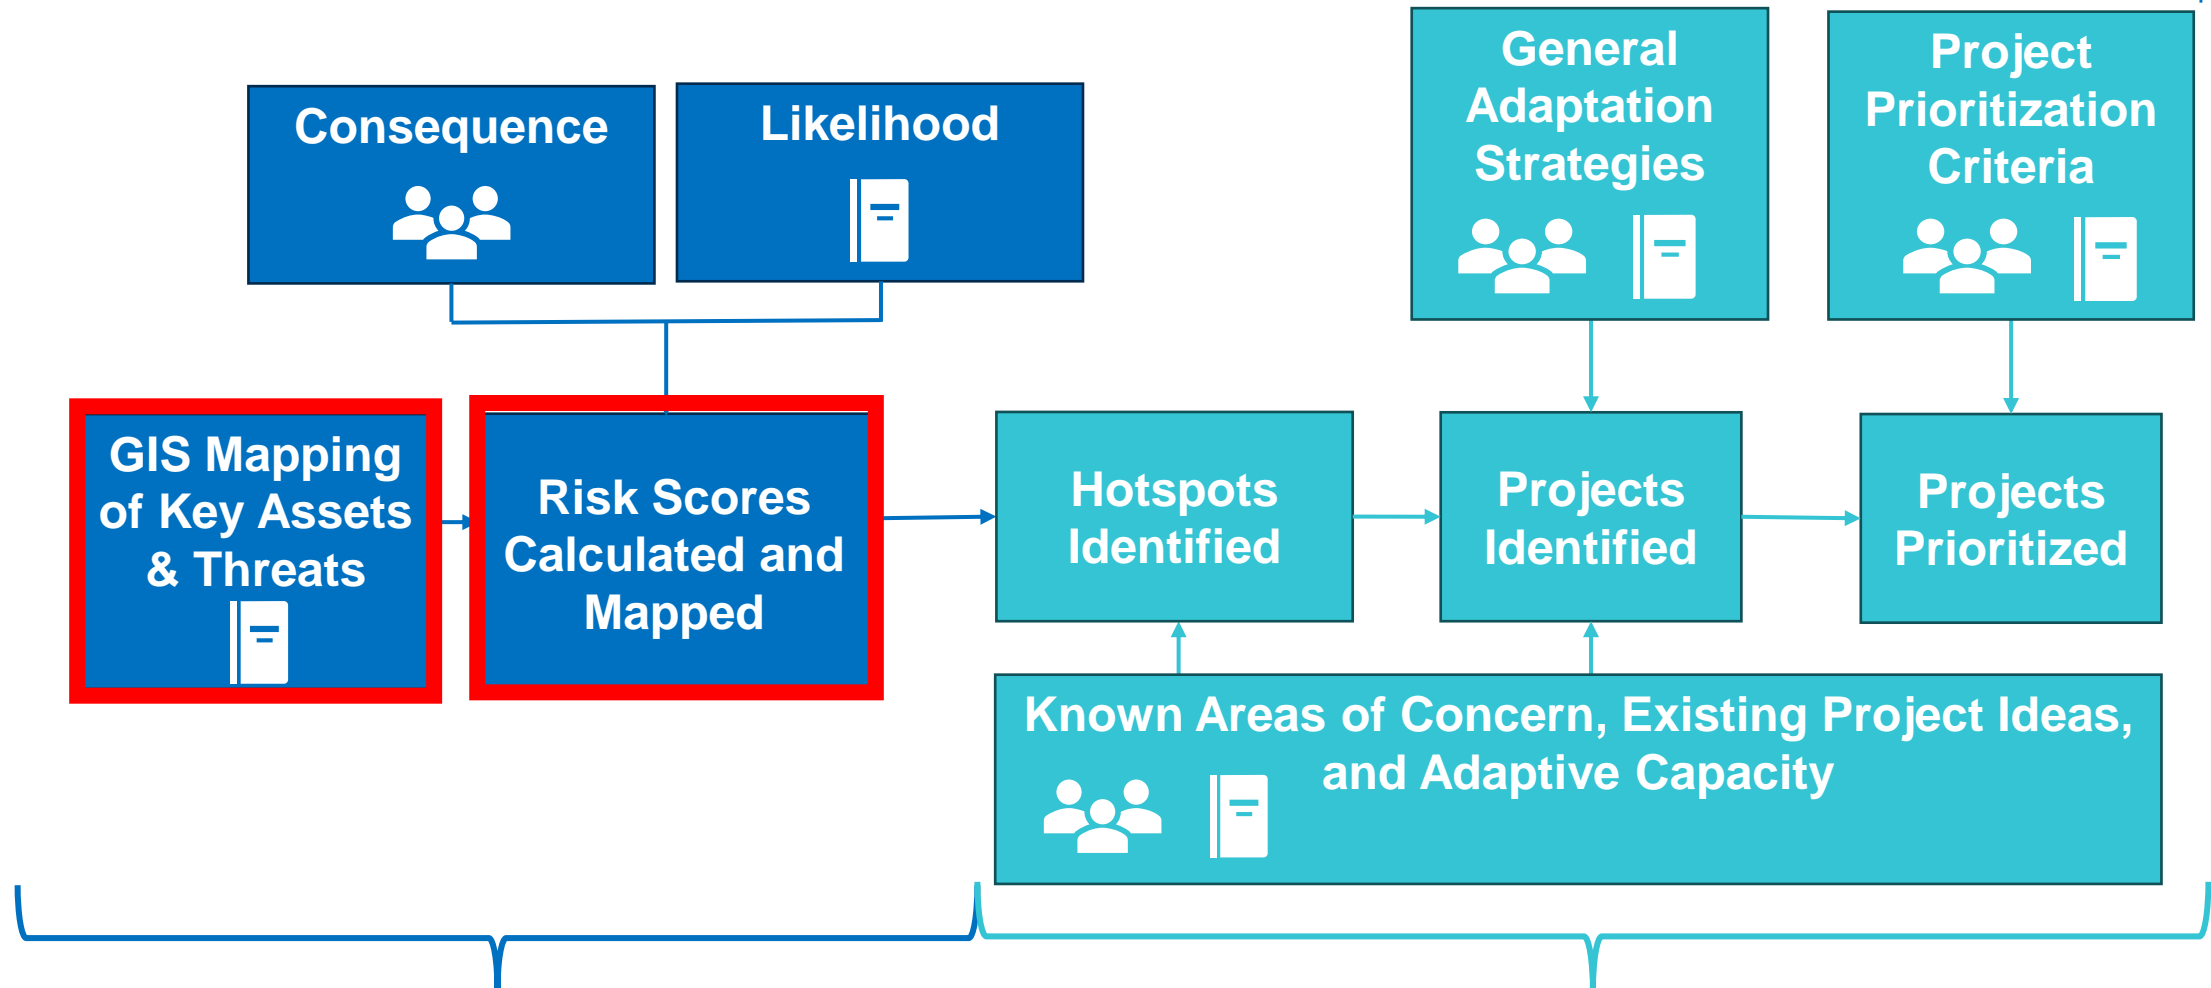 General
Adaptation
Strategies
Project
Prioritization
Criteria
Consequence
Likelihood
GIS Mapping
of Key Assets
& Threats
Risk Scores
Calculated and
Mapped
Hotspots
Identified
Projects
Identified
Projects
Prioritized
Known Areas of Concern, Existing Project Ideas,
and Adaptive Capacity